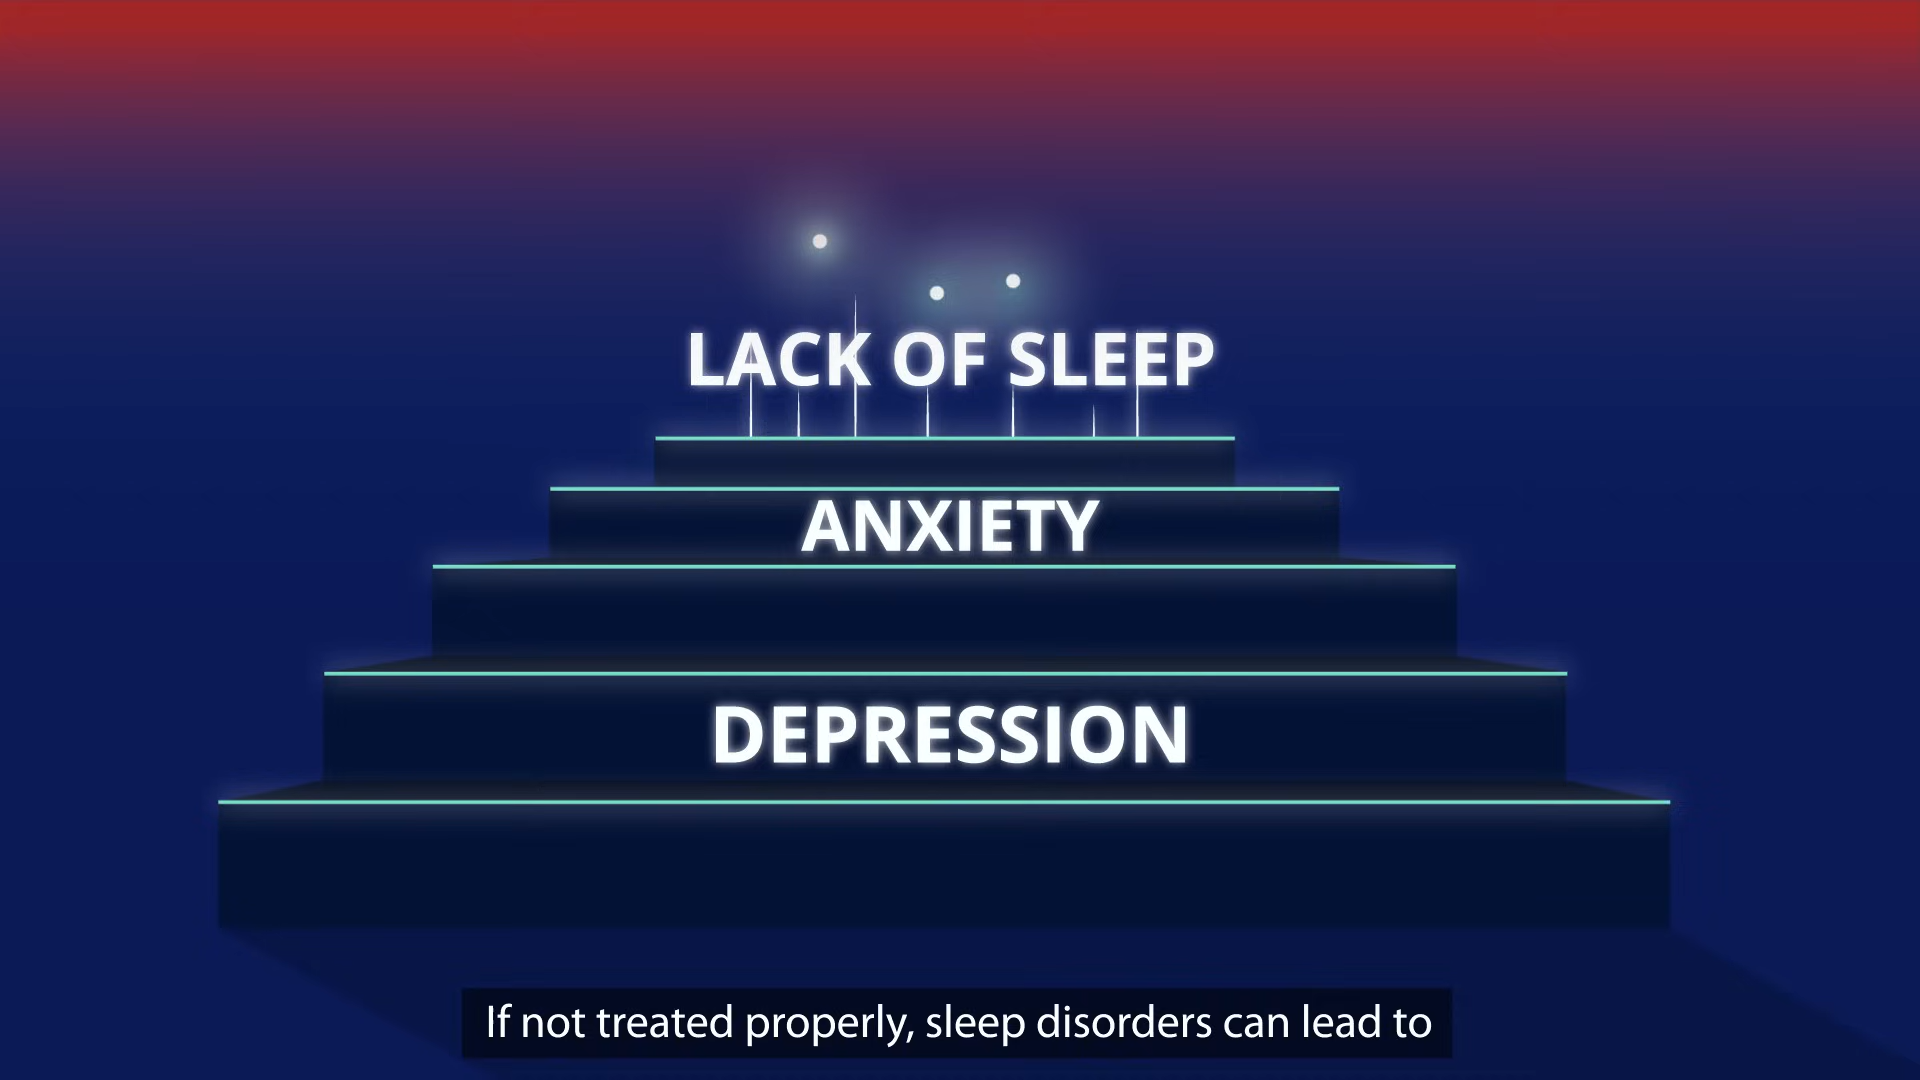 LACK OF SLEEP
ANXIETY
DEPRESSION
If not treated properly, sleep disorders can lead to